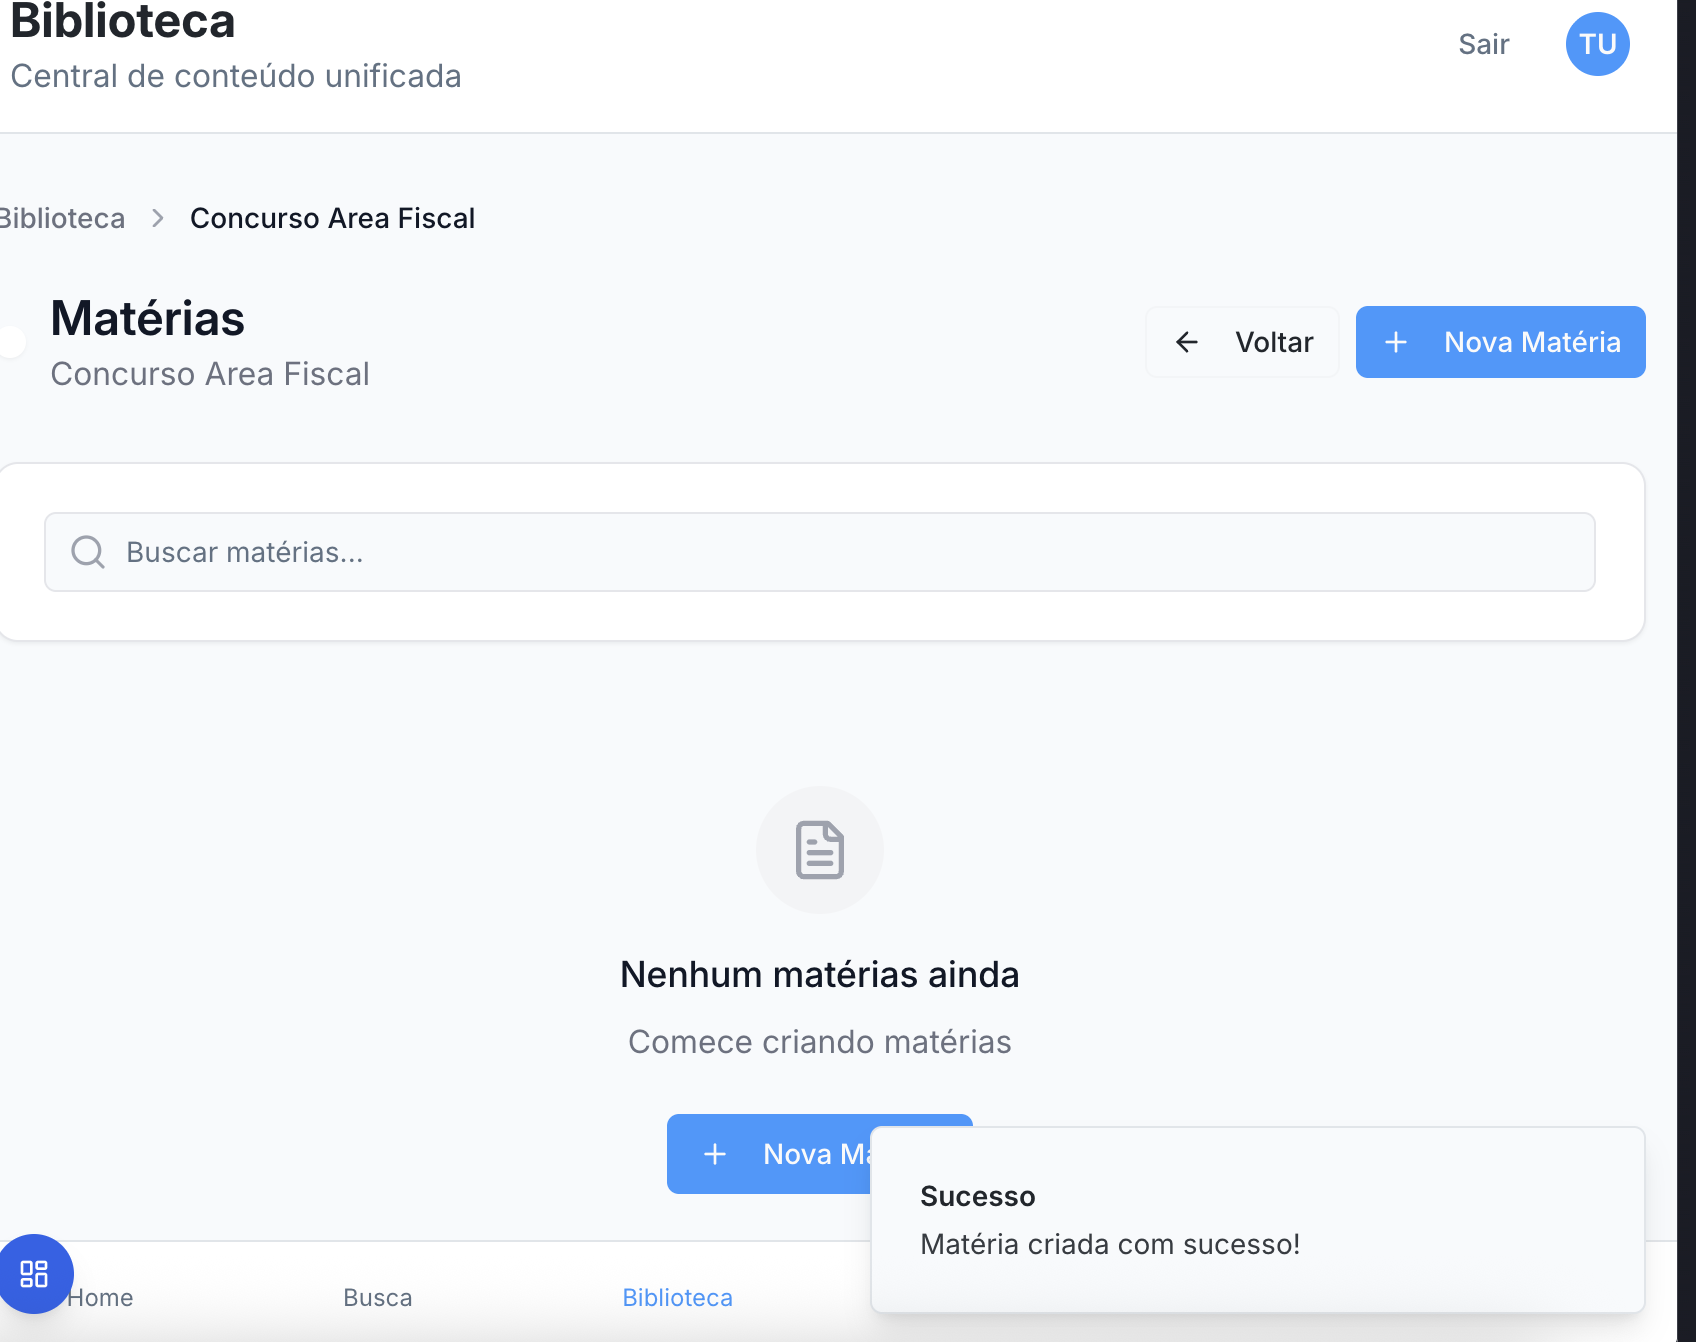 Biblioteca
Central de conteúdo unificada
Sair
TU
Biblioteca
Concurso Area Fiscal
Matérias
Concurso Area Fiscal
Voltar
Nova Matéria
Buscar matérias...
Nenhum matérias ainda
Comece criando matérias
Nova Ma
Sucesso
Matéria criada com sucesso!
Home
Busca
Biblioteca